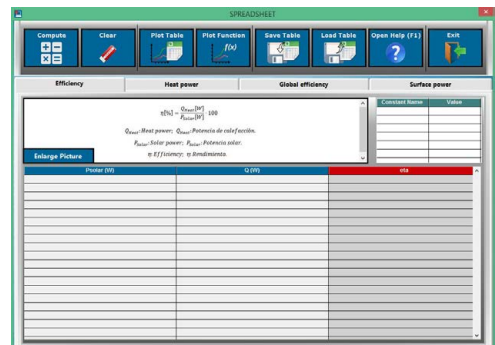 SPREADSHEET
Compute
Clear
Plot Table
Plot Function
f(x)
Save Table
Load Table
Open Help (F1)
?
Exit
Efficiency
Heat power
Global efficiency
Surface power
η[%] ~ Q_Heat[W] / P_solar[W] · 100
Q_Heat: Heat power; Q_Heat: Potencia de calefacción.
P_solar: Solar power; P_solar: Potencia solar.
η Efficiency; η Rendimiento.
Enlarge Picture
Constant Name
Value
Psolar (W)
Q (W)
eta